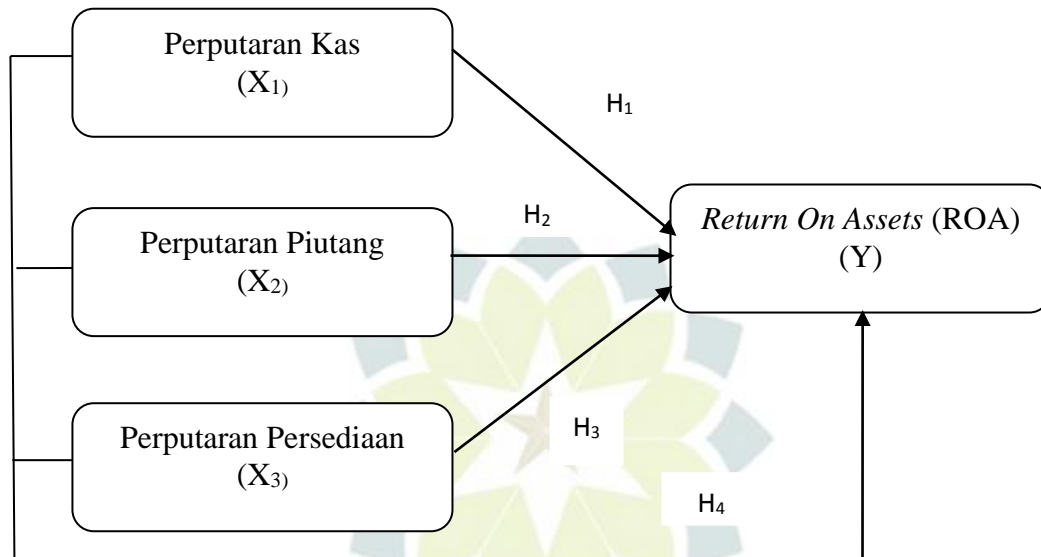 Perputaran Kas
(X₁₎
H₁
Perputaran Piutang
(X₂₎
H₂
Return On Assets (ROA)
(Y)
Perputaran Persediaan
(X₃₎
H₃
H₄